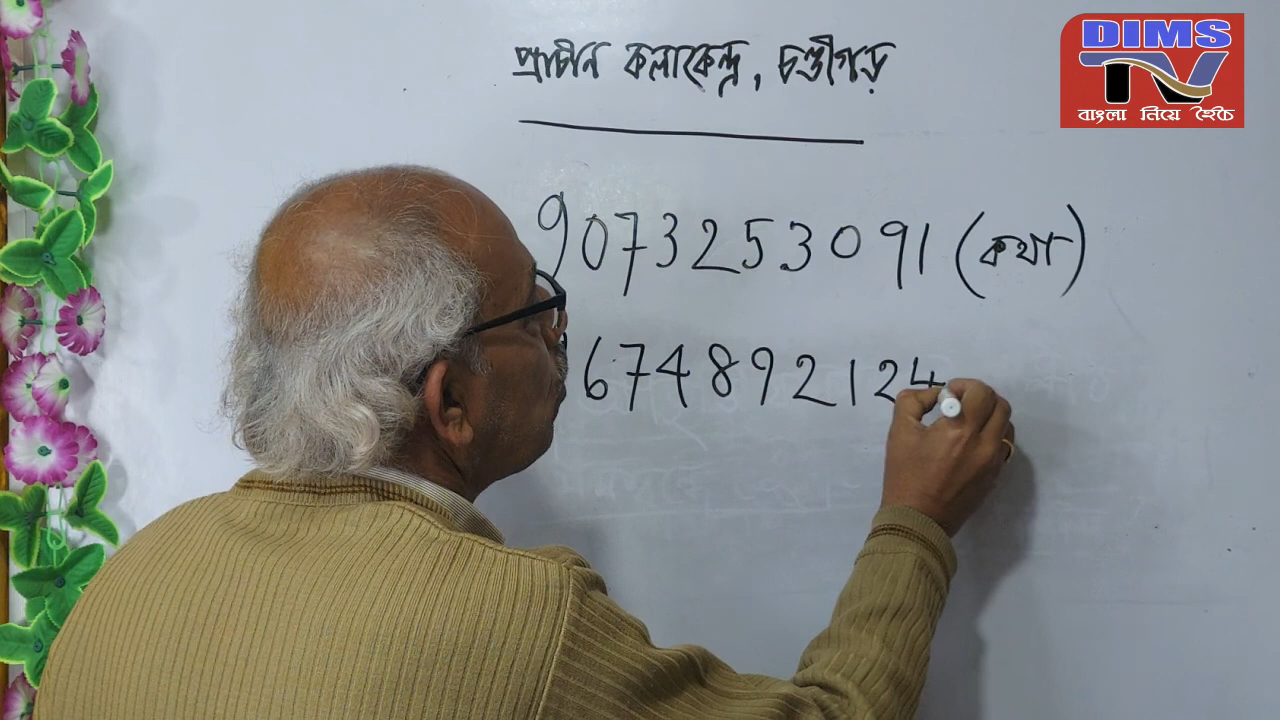 প্রাচীন কলাকেন্দ্র, চণ্ডীগড়
DIMS
TV
বাংলা নিয়ে হৈচৈ
9073253091 (কথা)
674892124